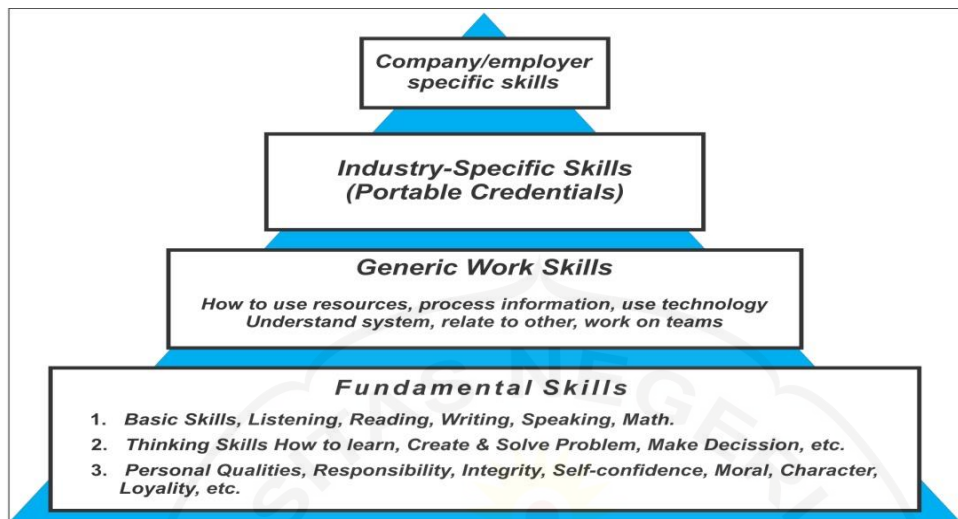 Company/employer
specific skills
Industry-Specific Skills
(Portable Credentials)
Generic Work Skills
How to use resources, process information, use technology
Understand system, relate to other, work on teams
Fundamental Skills
1. Basic Skills, Listening, Reading, Writing, Speaking, Math.
2. Thinking Skills How to learn, Create & Solve Problem, Make Decission, etc.
3. Personal Qualities, Responsibility, Integrity, Self-confidence, Moral, Character,
Loyality, etc.
SITAS NEGERI